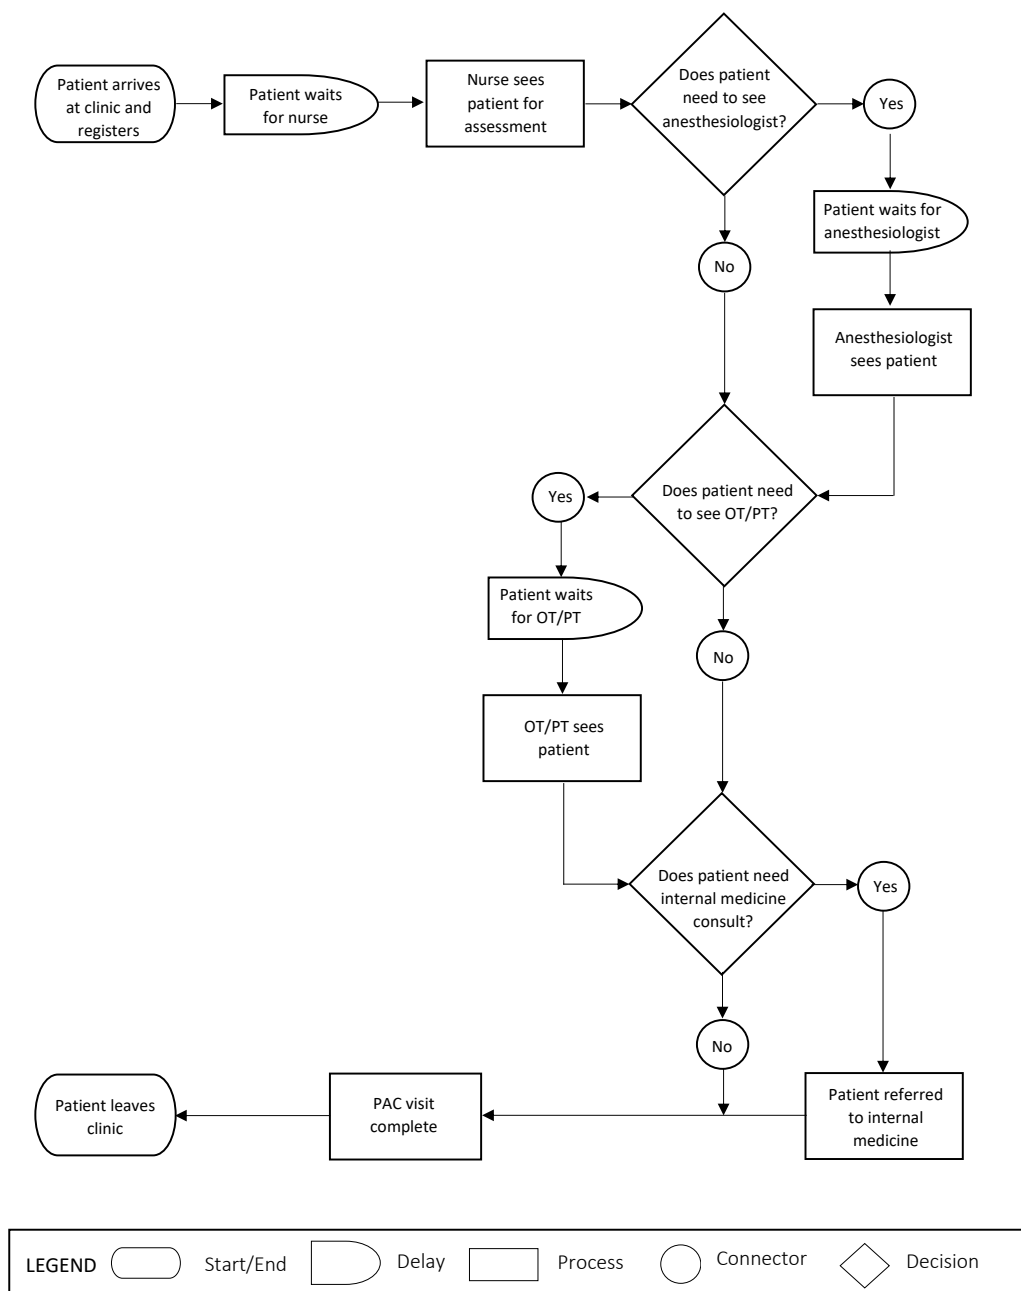 Patient arrives
at clinic and
registers
Patient waits
for nurse
Nurse sees
patient for
assessment
Does patient
need to see
anesthesiologist?
Yes
Patient waits for
anesthesiologist
No
Anesthesiologist
sees patient
Does patient need
to see OT/PT?
Yes
Patient waits
for OT/PT
No
OT/PT sees
patient
Does patient need
internal medicine
consult?
Yes
No
Patient referred
to internal
medicine
PAC visit
complete
Patient leaves
clinic
LEGEND
Start/End
Delay
Process
Connector
Decision